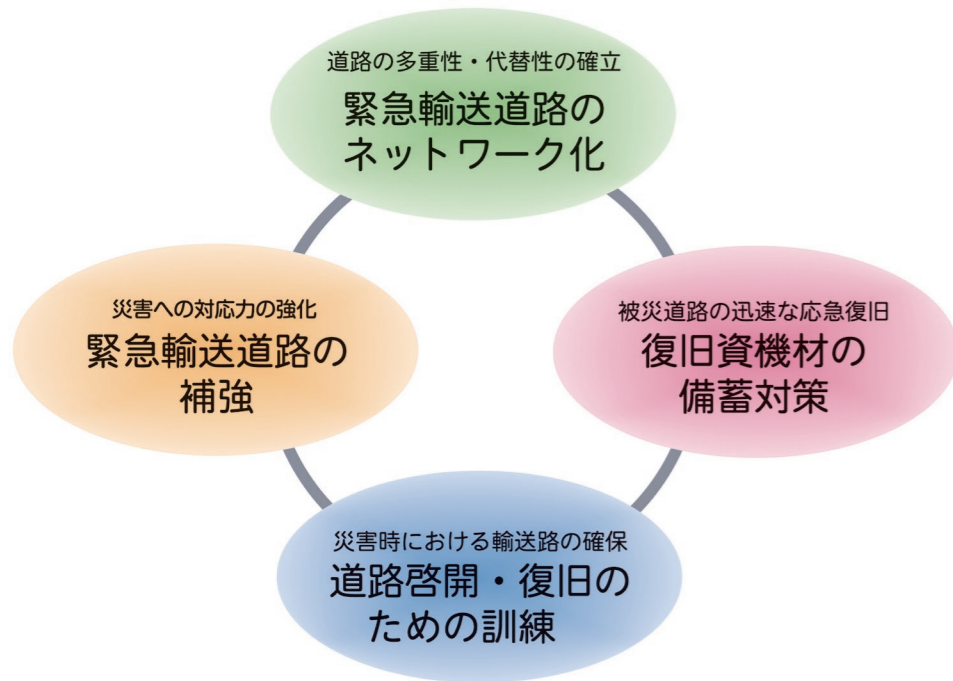 道路の多重性・代替性の確立
緊急輸送道路の
ネットワーク化
災害への対応力の強化
緊急輸送道路の
補強
被災道路の迅速な応急復旧
復旧資機材の
備蓄対策
災害時における輸送路の確保
道路啓開・復旧の
ための訓練